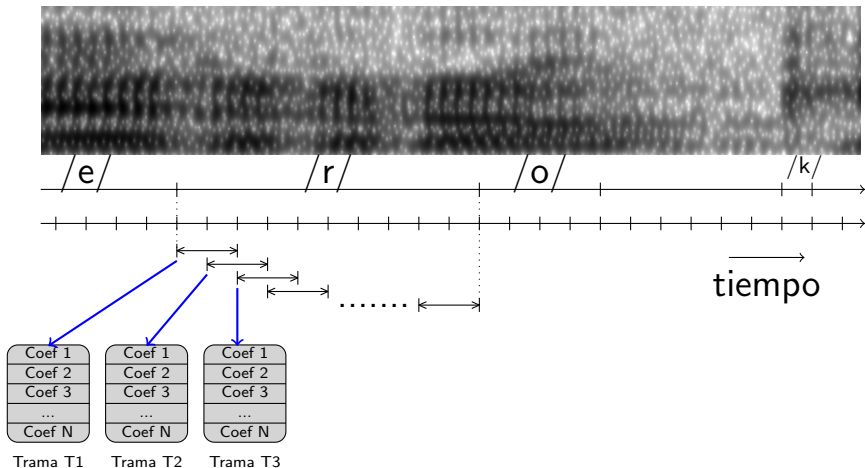 /e/ /r/ /o/ /k/
tiempo
Coef 1 Coef 1 Coef 1
Coef 2 Coef 2 Coef 2
Coef 3 Coef 3 Coef 3
... ... ...
Coef N Coef N Coef N
Trama T1 Trama T2 Trama T3